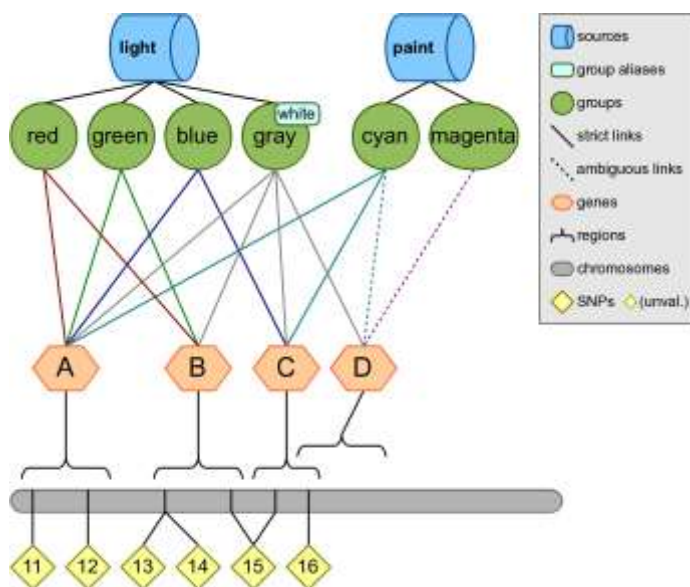 light
paint
sources
group aliases
groups
strict links
ambiguous links
genes
regions
chromosomes
SNPs
(unval.)
white
red
green
blue
gray
cyan
magenta
A
B
C
D
11
12
13
14
15
16